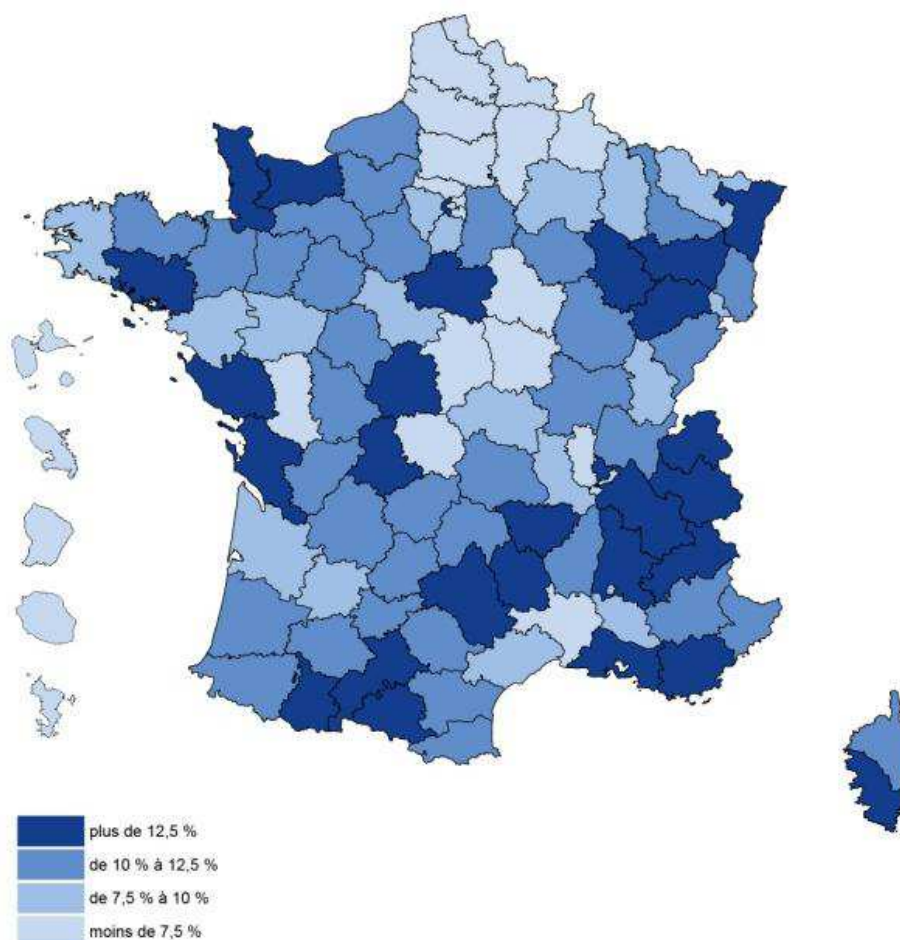 plus de 12,5 %
de 10 % à 12,5 %
de 7,5 % à 10 %
moins de 7,5 %